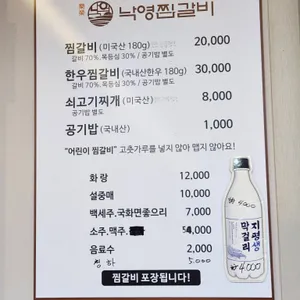 낙영찜갈비
찜갈비 (미국산 180g) 20,000
갈비 70%, 목등심 30% / 공기밥 별도
한우찜갈비 (국내산한우 180g) 30,000
갈비 70%, 목등심 30% / 공기밥 별도
쇠고기찌개 (미국산) 8,000
공기밥 별도
공기밥 (국내산) 1,000
"어린이 찜갈비" 고춧가루를 넣지 않아 맵지 않아요!
화 랑 12,000
설중매 10,000
백세주.국화면좋으리 7,000
소주.맥주. 4,000
음료수 2,000
청 하 5.000
찜갈비 포장됩니다!
지평생
막걸리
₩4000